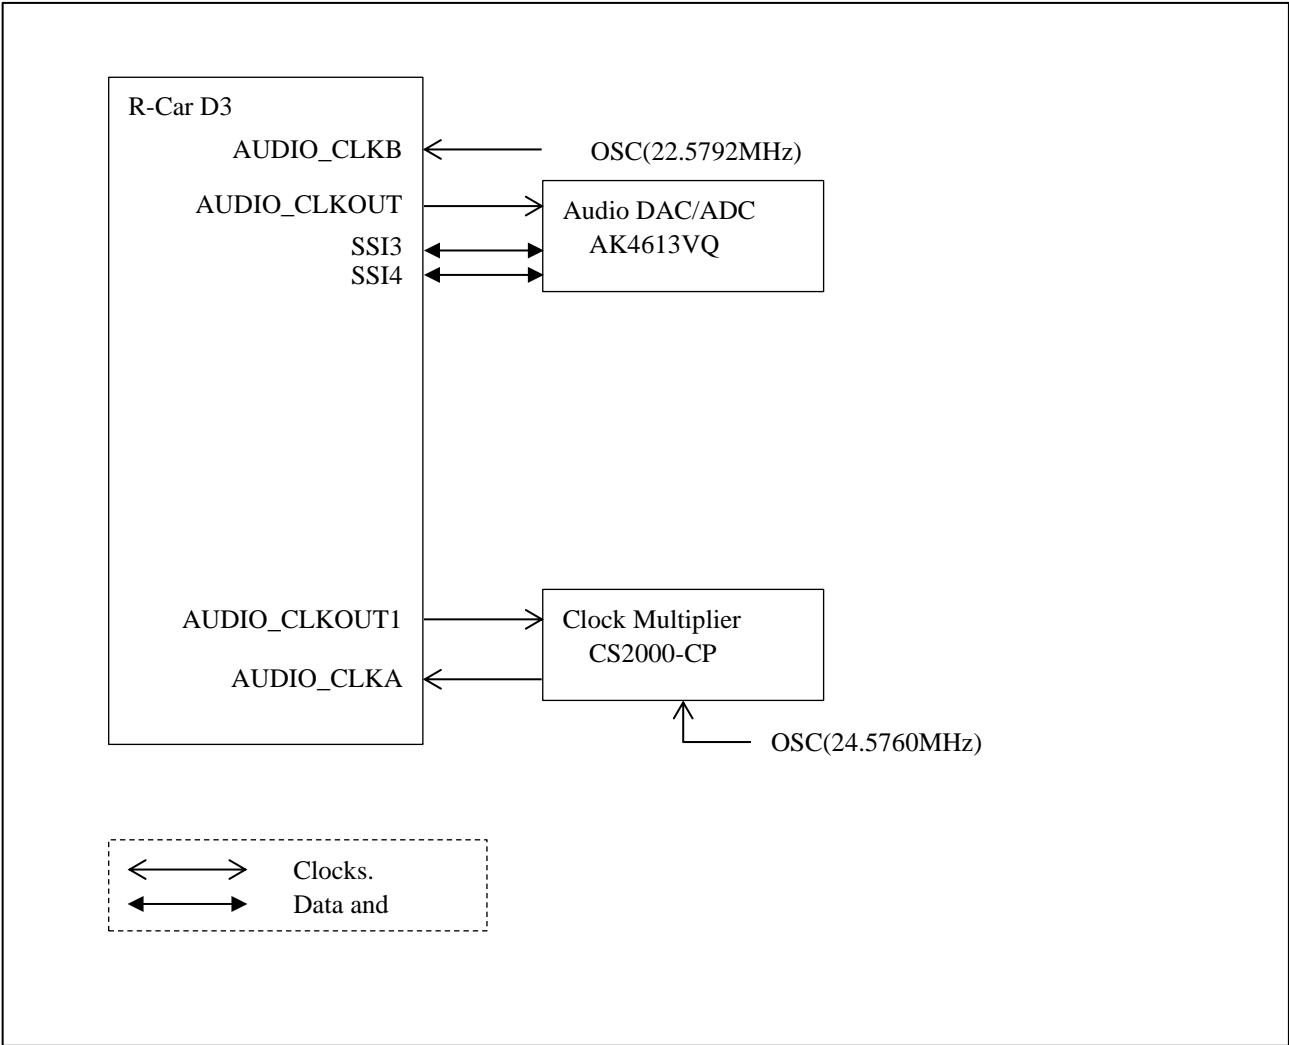 R-Car D3
AUDIO_CLKB
OSC(22.5792MHz)
AUDIO_CLKOUT
Audio DAC/ADC
AK4613VQ
SSI3
SSI4
AUDIO_CLKOUT1
Clock Multiplier
CS2000-CP
AUDIO_CLKA
OSC(24.5760MHz)
Clocks.
Data and